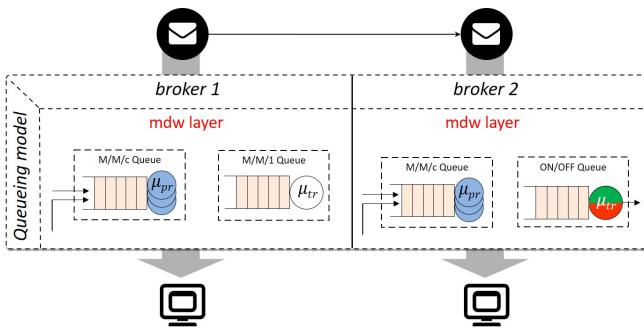 broker 1
broker 2
Queueing model
mdw layer
mdw layer
M/M/c Queue
M/M/1 Queue
M/M/c Queue
ON/OFF Queue
μpr
μtr
μpr
μtr